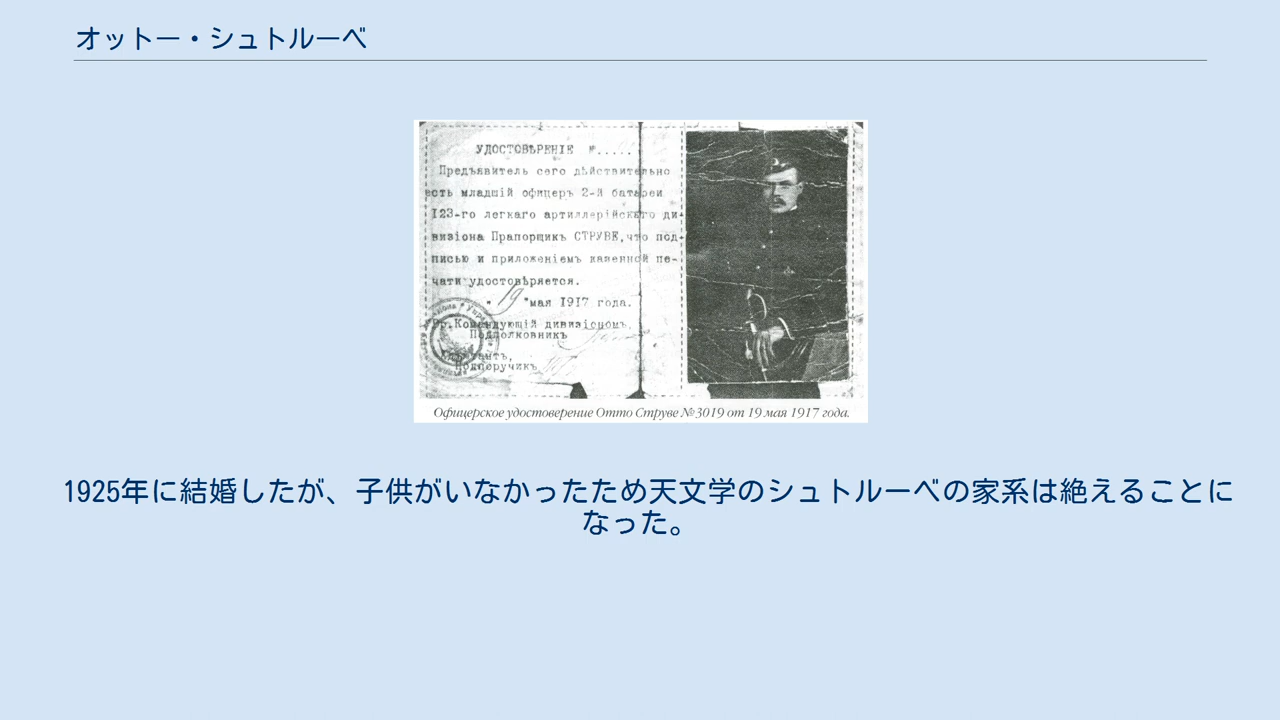 オットー・シュトルーベ
УДОСТОВѢРЕНІЕ №.....
Предъявитель сего дѣйствительно
есть младшій офицеръ 2-й батареи
123-го легкаго артиллерійскаго ди-
визіона Прапорщикъ СТРУВЕ,что под-
писью и приложеніемъ казенной пе-
чати удостовѣряется.
"19"мая 1917 года.
Вр.Командующій дивизіономъ,
Подполковникъ
Адъютантъ,
Подпоручикъ
Офицерское удостоверение Отто Струве №3019 от 19 мая 1917 года.
1925年に結婚したが、子供がいなかったため天文学のシュトルーベの家系は絶えることに
なった。